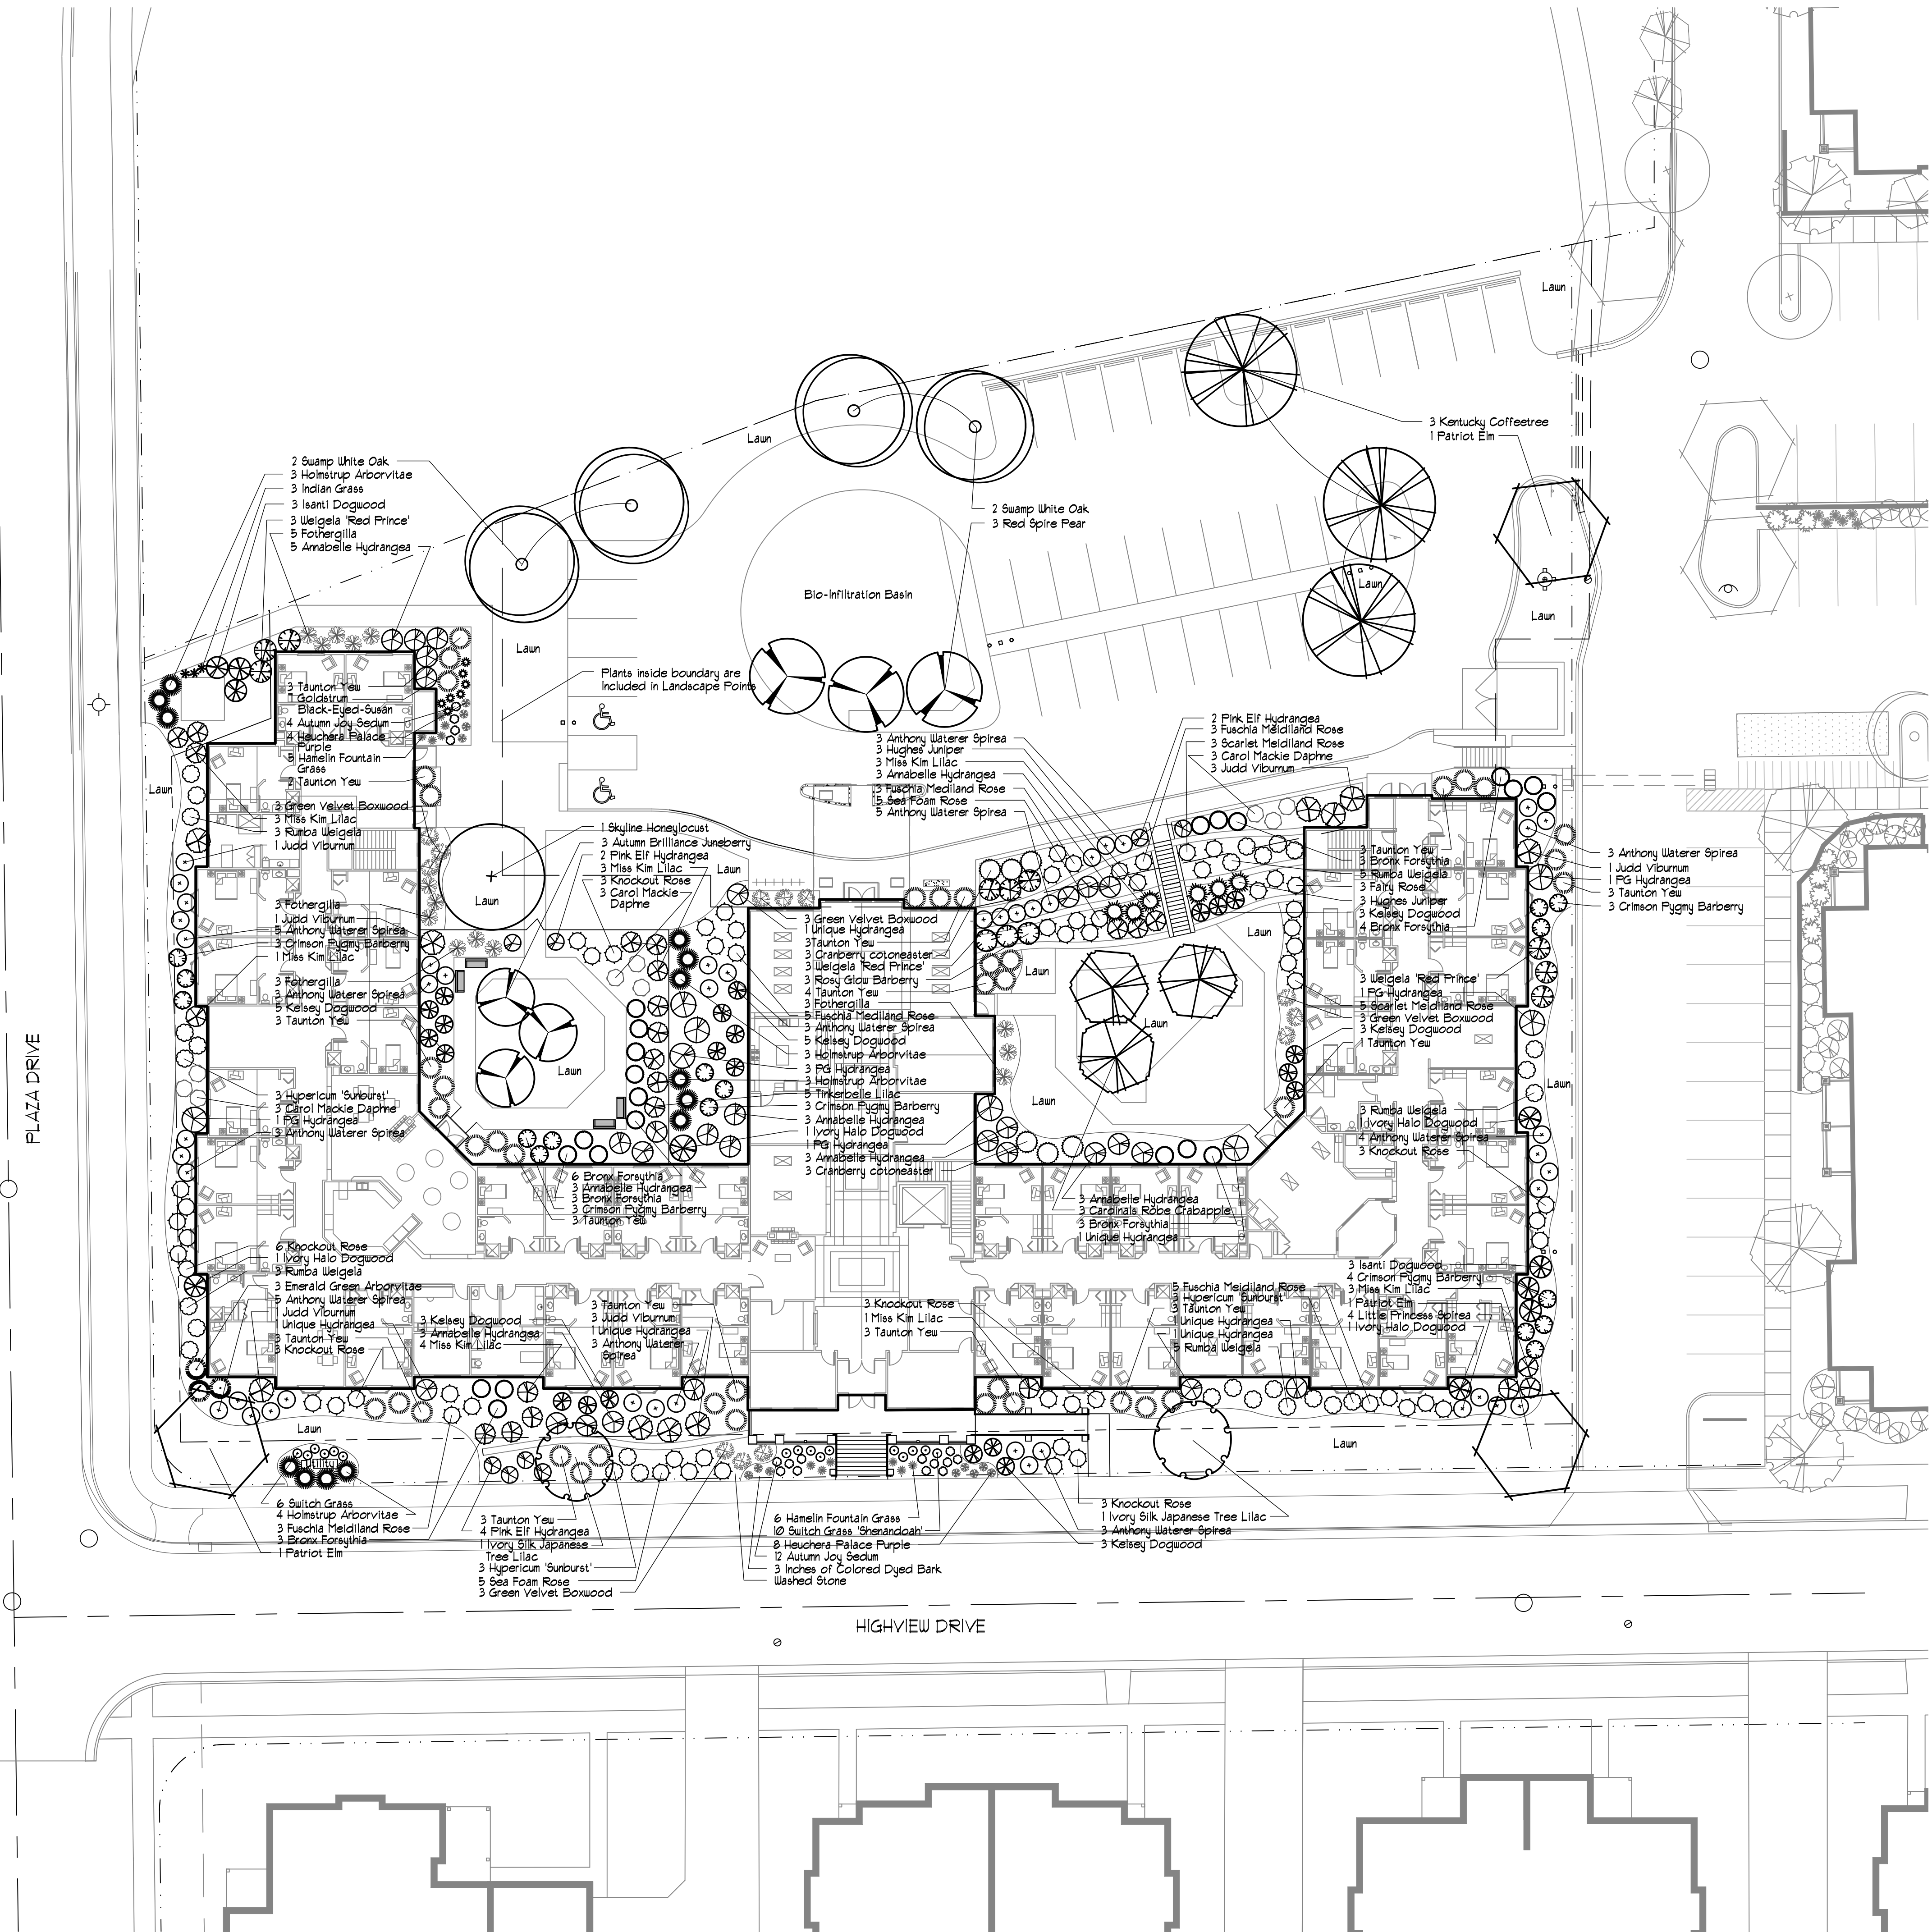 Lawn
3 Kentucky Coffeetree
1 Patriot Elm
Lawn
2 Swamp White Oak
3 Holmstrup Arborvitae
3 Indian Grass
3 Isanti Dogwood
3 Weigela 'Red Prince'
5 Fothergilla
5 Annabelle Hydrangea
2 Swamp White Oak
3 Red Spire Pear
Bio-Infiltration Basin
Lawn
Lawn
Lawn
Plants inside boundary are
Included in Landscape Points
3 Taunton Yew
1 Goldstrum
Black-Eyed-Susan
4 Autumn Joy Sedum
4 Heuchera Palace
Purple
5 Hamelin Fountain
Grass
2 Taunton Yew
Lawn
3 Green Velvet Boxwood
3 Miss Kim Lilac
3 Rumba Weigela
1 Judd Viburnum
3 Fothergilla
1 Judd Viburnum
5 Anthony Waterer Spirea
3 Crimson Pygmy Barberry
1 Miss Kim Lilac
3 Fothergilla
3 Anthony Waterer Spirea
5 Kelsey Dogwood
3 Taunton Yew
3 Hypericum 'Sunburst'
3 Carol Mackie Daphne
1 PG Hydrangea
3 Anthony Waterer Spirea
6 Knockout Rose
1 Ivory Halo Dogwood
3 Rumba Weigela
3 Emerald Green Arborvitae
5 Anthony Waterer Spirea
1 Judd Viburnum
1 Unique Hydrangea
3 Taunton Yew
3 Knockout Rose
1 Skyline Honeylocust
3 Autumn Brilliance Juneberry
2 Pink Elf Hydrangea
3 Miss Kim Lilac
3 Knockout Rose
3 Carol Mackie
Daphne
Lawn
Lawn
Lawn
6 Bronx Forsythia
3 Annabelle Hydrangea
3 Bronx Forsythia
3 Crimson Pygmy Barberry
3 Taunton Yew
3 Kelsey Dogwood
3 Annabelle Hydrangea
4 Miss Kim Lilac
3 Taunton Yew
3 Judd Viburnum
1 Unique Hydrangea
3 Anthony Waterer
Spirea
3 Anthony Waterer Spirea
3 Hughes Juniper
3 Miss Kim Lilac
3 Annabelle Hydrangea
3 Fuschia Mediland Rose
5 Sea Foam Rose
5 Anthony Waterer Spirea
2 Pink Elf Hydrangea
3 Fuschia Meidiland Rose
3 Scarlet Meidiland Rose
3 Carol Mackie Daphne
3 Judd Viburnum
3 Green Velvet Boxwood
1 Unique Hydrangea
3Taunton Yew
3 Cranberry cotoneaster
3 Weigela 'Red Prince'
3 Rosy Glow Barberry
4 Taunton Yew
3 Fothergilla
5 Fuschia Mediland Rose
3 Anthony Waterer Spirea
5 Kelsey Dogwood
3 Holmstrup Arborvitae
3 PG Hydrangea
3 Holmstrup Arborvitae
5 Tinkerbelle Lilac
3 Crimson Pygmy Barberry
3 Annabelle Hydrangea
1 Ivory Halo Dogwood
1 PG Hydrangea
3 Annabelle Hydrangea
3 Cranberry cotoneaster
Lawn
Lawn
Lawn
Lawn
3 Taunton Yew
3 Bronx Forsythia
5 Rumba Weigela
3 Fairy Rose
3 Hughes Juniper
3 Kelsey Dogwood
4 Bronx Forsythia
3 Weigela 'Red Prince'
1 PG Hydrangea
5 Scarlet Meidiland Rose
3 Green Velvet Boxwood
3 Kelsey Dogwood
1 Taunton Yew
3 Rumba Weigela
1 Ivory Halo Dogwood
4 Anthony Waterer Spirea
3 Knockout Rose
3 Anthony Waterer Spirea
1 Judd Viburnum
1 PG Hydrangea
3 Taunton Yew
3 Crimson Pygmy Barberry
Lawn
3 Annabelle Hydrangea
3 Cardinals Robe Crabapple
3 Bronx Forsythia
1 Unique Hydrangea
3 Knockout Rose
1 Miss Kim Lilac
3 Taunton Yew
5 Fuschia Meidiland Rose
3 Hypericum 'Sunburst'
3 Taunton Yew
1 Unique Hydrangea
1 Unique Hydrangea
5 Rumba Weigela
3 Isanti Dogwood
4 Crimson Pygmy Barberry
3 Miss Kim Lilac
1 Patriot Elm
4 Little Princess Spirea
1 Ivory Halo Dogwood
Lawn
Utility
Lawn
6 Switch Grass
4 Holmstrup Arborvitae
3 Fuschia Meidiland Rose
3 Bronx Forsythia
1 Patriot Elm
3 Taunton Yew
4 Pink Elf Hydrangea
1 Ivory Silk Japanese
Tree Lilac
3 Hypericum 'Sunburst'
5 Sea Foam Rose
3 Green Velvet Boxwood
6 Hamelin Fountain Grass
10 Switch Grass 'Shenandoah'
8 Heuchera Palace Purple
12 Autumn Joy Sedum
3 Inches of Colored Dyed Bark
Washed Stone
3 Knockout Rose
1 Ivory Silk Japanese Tree Lilac
3 Anthony Waterer Spirea
3 Kelsey Dogwood
PLAZA DRIVE
HIGHVIEW DRIVE